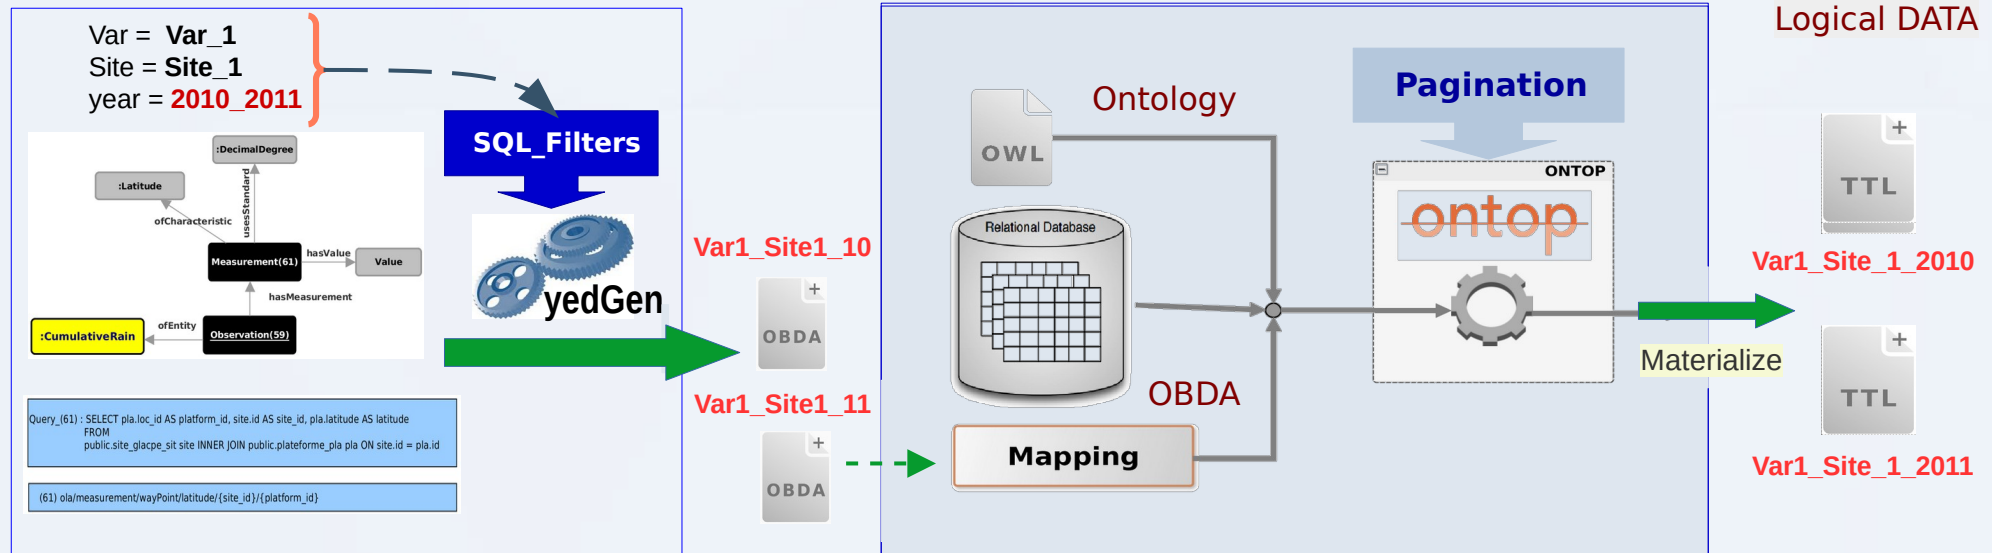 Var = Var_1
Site = Site_1
year = 2010_2011
SQL_Filters
:DecimalDegree
:Latitude
usesStandard
ofCharacteristic
Measurement(61)
hasValue
Value
hasMeasurement
ofEntity
:CumulativeRain
Observation(59)
yedGen
Query_(61) : SELECT pla.loc_id AS platform_id, site.id AS site_id, pla.latitude AS latitude
FROM
public.site_glacpe_sit site INNER JOIN public.plateforme_pla pla ON site.id = pla.id
(61) ola/measurement/wayPoint/latitude/{site_id}/{platform_id}
Var1_Site1_10
OBDA
Var1_Site1_11
OBDA
Ontology
OWL
Relational Database
OBDA
Mapping
Pagination
ONTOP
ontop
Materialize
Logical DATA
TTL
Var1_Site_1_2010
TTL
Var1_Site_1_2011